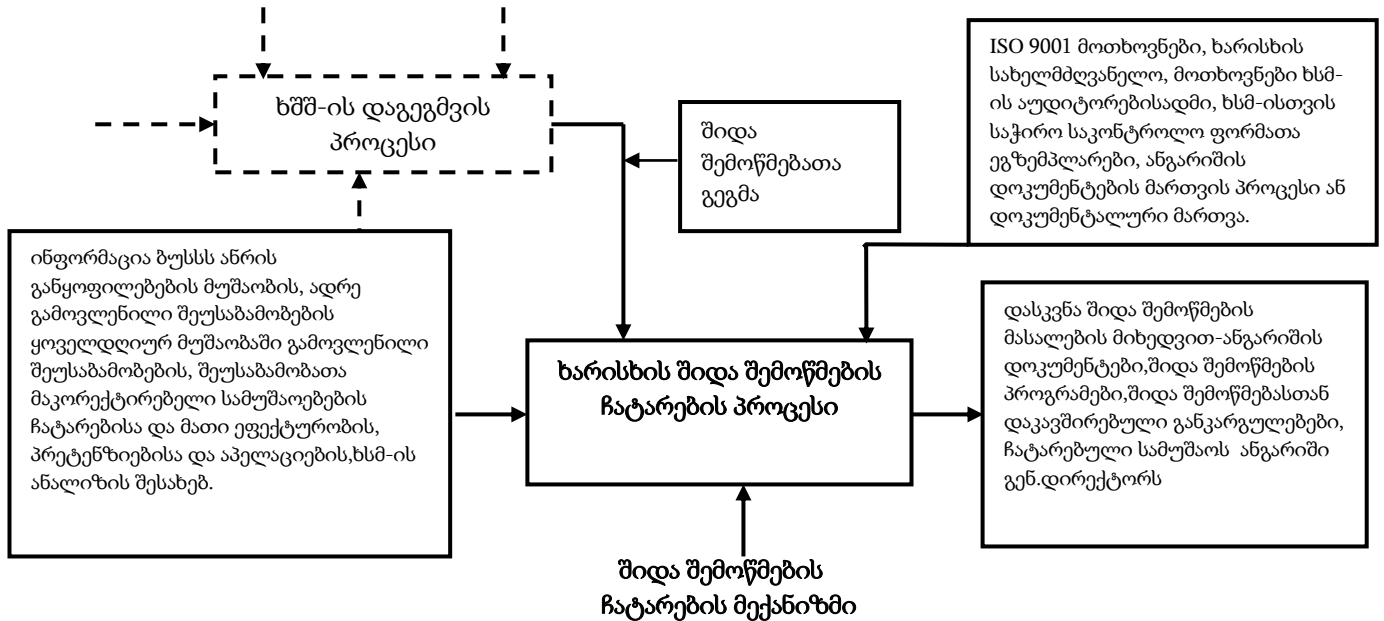 ხშშ-ის დაგეგმვის
პროცესი
შიდა
შემოწმებათა
გეგმა
ISO 9001 მოთხოვნები, ხარისხის
სახელმძღვანელო, მოთხოვნები ხსმ-
ის აუდიტორებისადმი, ხსმ-ისთვის
საჭირო საკონტროლო ფორმათა
ეგზემპლარები, ანგარიშის
დოკუმენტების მართვის პროცესი ან
დოკუმენტალური მართვა.
ინფორმაცია ბუსსს ანრის
განყოფილებების მუშაობის, ადრე
გამოვლენილი შეუსაბამობების
ყოველდღიურ მუშაობაში გამოვლენილი
შეუსაბამობების, შეუსაბამობათა
მაკორექტირებელი სამუშაოებების
ჩატარებისა და მათი ეფექტურობის,
პრეტენზიებისა და აპელაციების,ხსმ-ის
ანალიზის შესახებ.
ხარისხის შიდა შემოწმების
ჩატარების პროცესი
დასკვნა შიდა შემოწმების
მასალების მიხედვით-ანგარიშის
დოკუმენტები,შიდა შემოწმების
პროგრამები,შიდა შემოწმებასთან
დაკავშირებული განკარგულებები,
ჩატარებული სამუშაოს ანგარიში
გენ.დირექტორს
შიდა შემოწმების
ჩატარების მექანიზმი